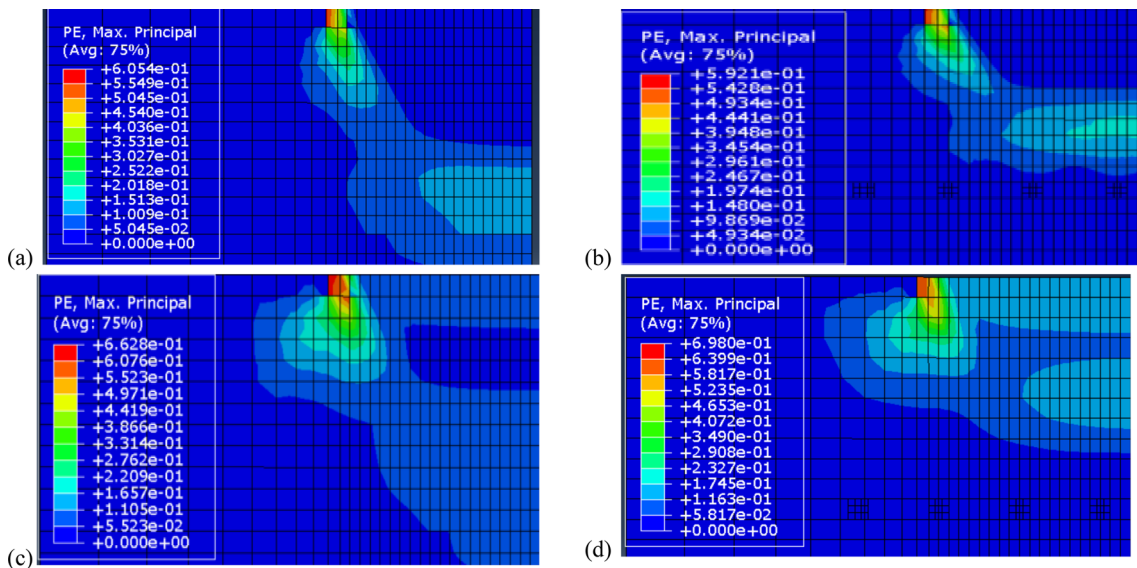 PE, Max. Principal
(Avg: 75%)
+6.054e-01
+5.549e-01
+5.045e-01
+4.540e-01
+4.036e-01
+3.531e-01
+3.027e-01
+2.522e-01
+2.018e-01
+1.513e-01
+1.009e-01
+5.045e-02
+0.000e+00
(a)
PE, Max. Principal
(Avg: 75%)
+5.921e-01
+5.428e-01
+4.934e-01
+4.441e-01
+3.948e-01
+3.454e-01
+2.961e-01
+2.467e-01
+1.974e-01
+1.480e-01
+9.869e-02
+4.934e-02
+0.000e+00
(b)
PE, Max. Principal
(Avg: 75%)
+6.628e-01
+6.076e-01
+5.523e-01
+4.971e-01
+4.419e-01
+3.866e-01
+3.314e-01
+2.762e-01
+2.209e-01
+1.657e-01
+1.105e-01
+5.523e-02
+0.000e+00
(c)
PE, Max. Principal
(Avg: 75%)
+6.980e-01
+6.399e-01
+5.817e-01
+5.235e-01
+4.653e-01
+4.072e-01
+3.490e-01
+2.908e-01
+2.327e-01
+1.745e-01
+1.163e-01
+5.817e-02
+0.000e+00
(d)